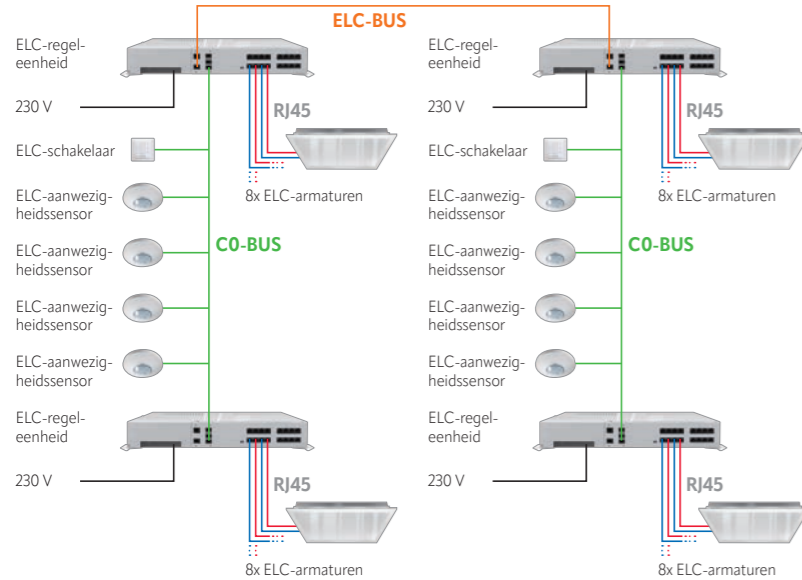 ELC-BUS
ELC-regel-
eenheid
230 V
RJ45
ELC-schakelaar
8x ELC-armaturen
ELC-aanwezig-
heidssensor
ELC-aanwezig-
heidssensor
C0-BUS
ELC-aanwezig-
heidssensor
ELC-aanwezig-
heidssensor
ELC-regel-
eenheid
230 V
RJ45
8x ELC-armaturen
ELC-regel-
eenheid
230 V
RJ45
ELC-schakelaar
8x ELC-armaturen
ELC-aanwezig-
heidssensor
ELC-aanwezig-
heidssensor
C0-BUS
ELC-aanwezig-
heidssensor
ELC-aanwezig-
heidssensor
ELC-regel-
eenheid
230 V
RJ45
8x ELC-armaturen